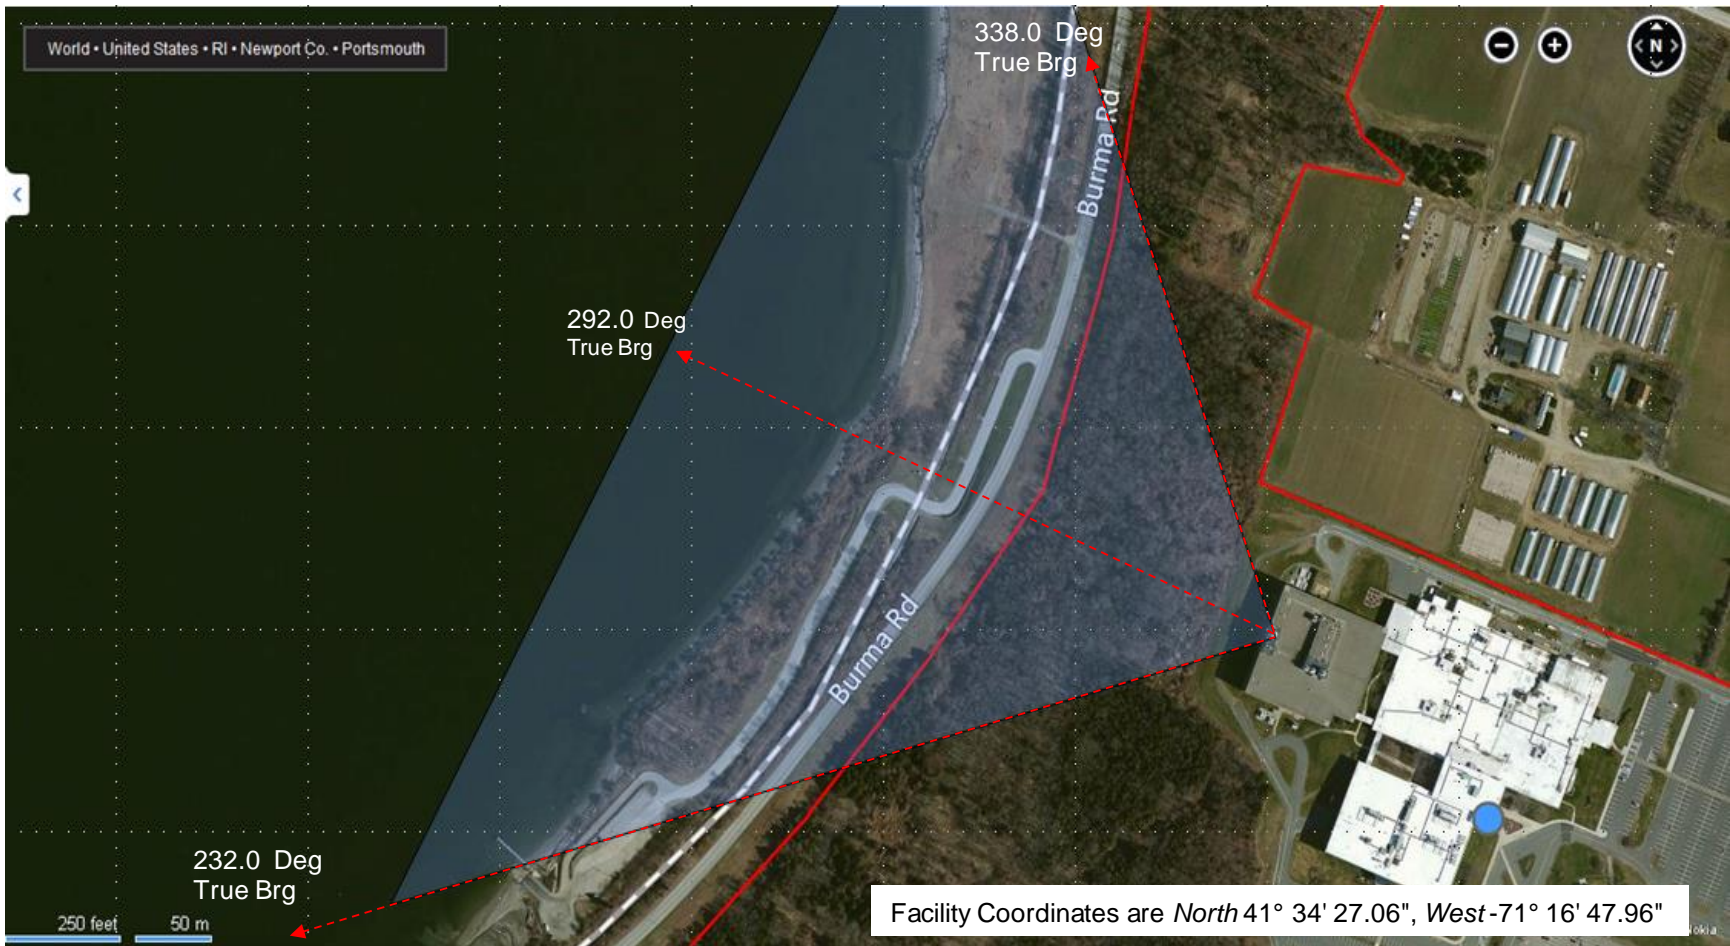 World • United States • RI • Newport Co. • Portsmouth
338.0 Deg
True Brg
N
Burma Rd
292.0 Deg
True Brg
Burma Rd
232.0 Deg
True Brg
250 feet
50 m
Facility Coordinates are North 41° 34' 27.06", West -71° 16' 47.96"
Nokia